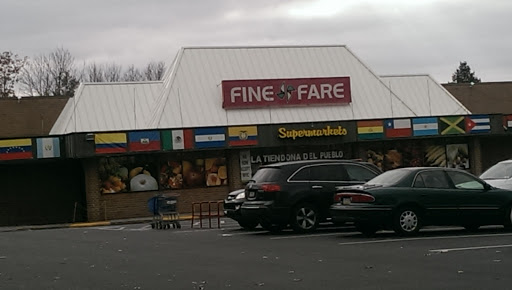 FINE FARE
Supermarkets
LA TIENDONA DEL PUEBLO